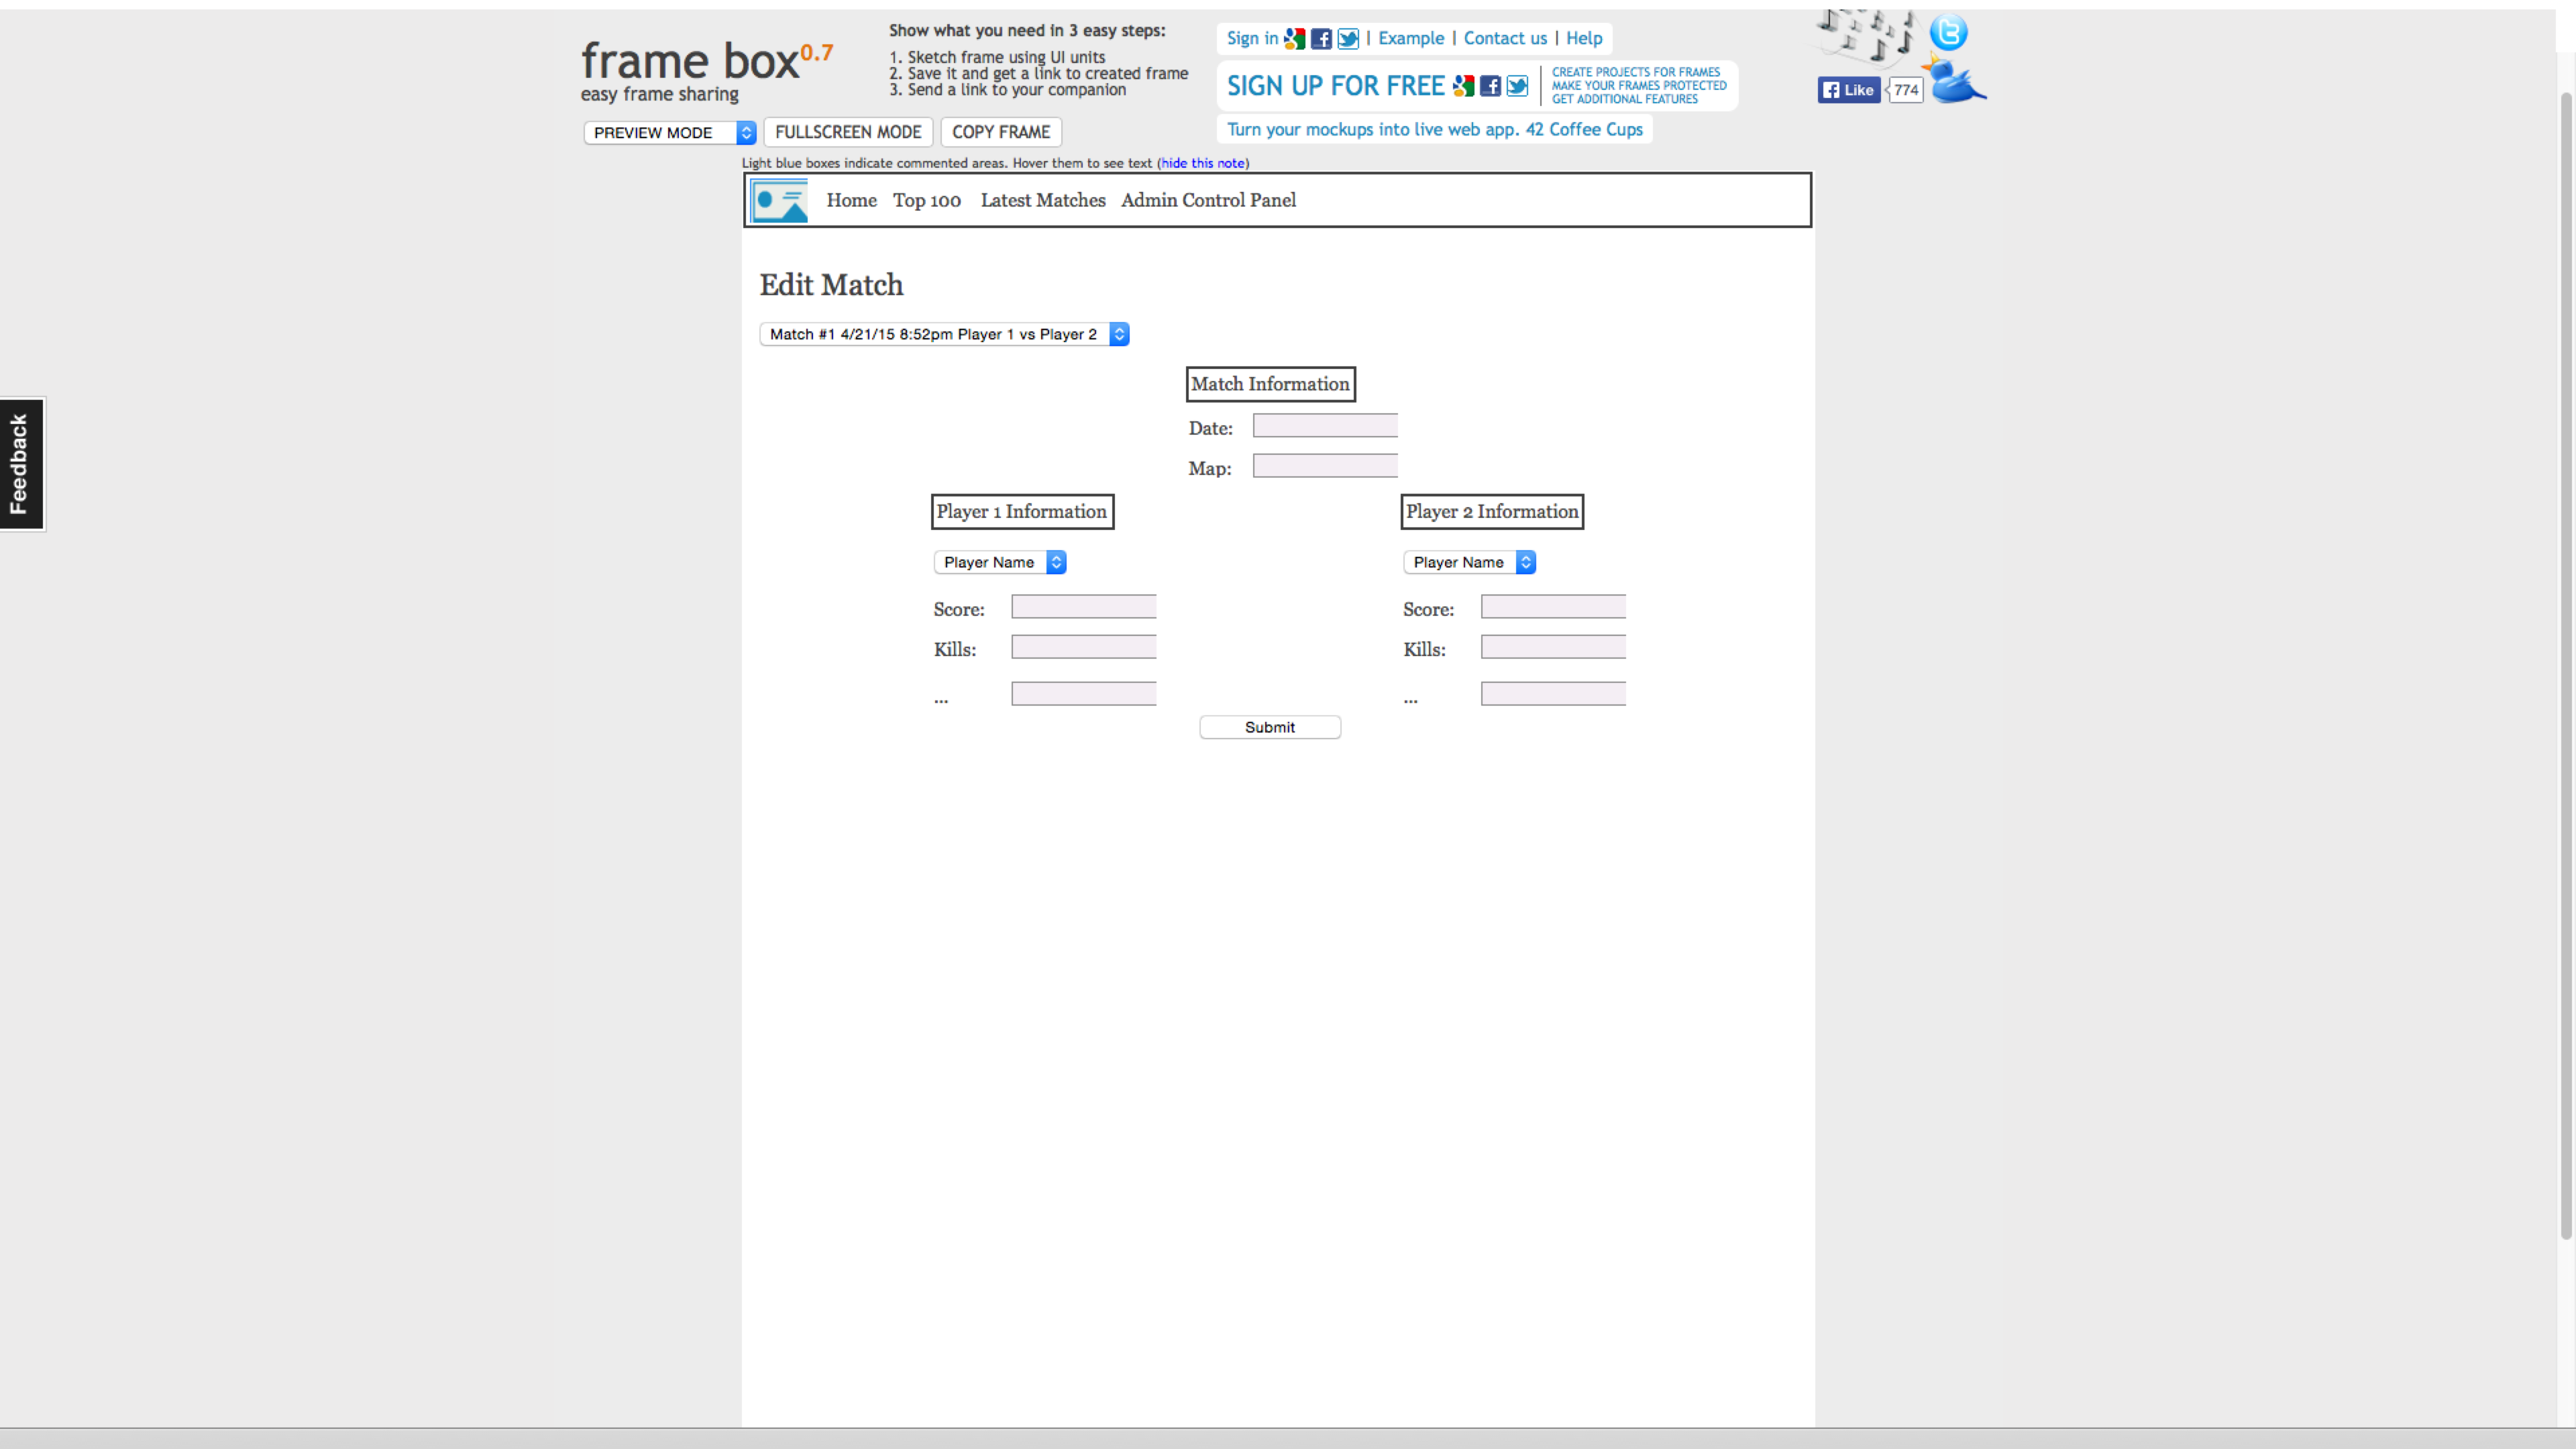 frame box0.7
easy frame sharing
Show what you need in 3 easy steps:
1. Sketch frame using UI units
2. Save it and get a link to created frame
3. Send a link to your companion
Sign in | Example | Contact us | Help
SIGN UP FOR FREE
CREATE PROJECTS FOR FRAMES
MAKE YOUR FRAMES PROTECTED
GET ADDITIONAL FEATURES
Turn your mockups into live web app. 42 Coffee Cups
Like 774
PREVIEW MODE FULLSCREEN MODE COPY FRAME
Light blue boxes indicate commented areas. Hover them to see text (hide this note)
Home Top 100 Latest Matches Admin Control Panel
Edit Match
Match #1 4/21/15 8:52pm Player 1 vs Player 2
Feedback
Match Information
Date:
Map:
Player 1 Information Player 2 Information
Player Name Player Name
Score: Score:
Kills: Kills:
... ...
Submit